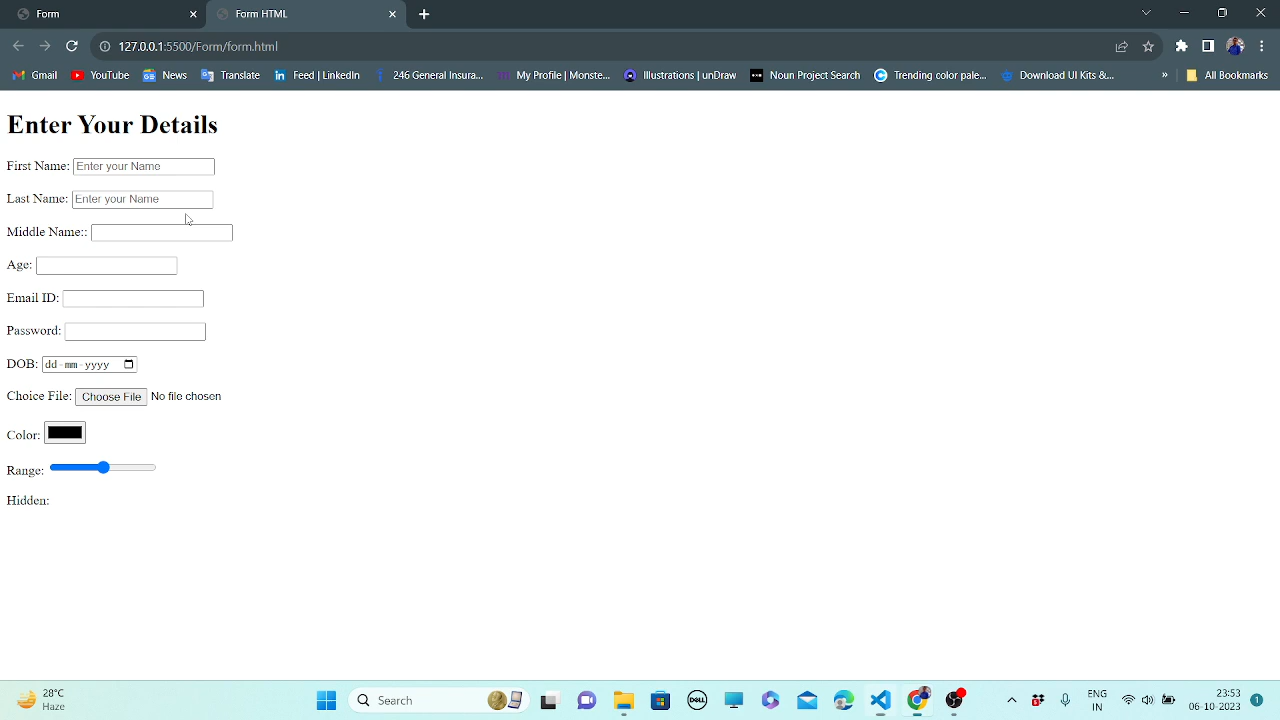 Form
Form HTML
127.0.0.1:5500/Form/form.html
Gmail YouTube News Translate Feed | LinkedIn 246 General Insura... My Profile | Monste... Illustrations | unDraw Noun Project Search Trending color pale... Download UI Kits &... » All Bookmarks
Enter Your Details
First Name: Enter your Name
Last Name: Enter your Name
Middle Name::
Age:
Email ID:
Password:
DOB: dd-mm-yyyy
Choice File: Choose File No file chosen
Color:
Range:
Hidden:
28°C
Haze
Search
DELL
ENG
IN
23:53
06-10-2023
1